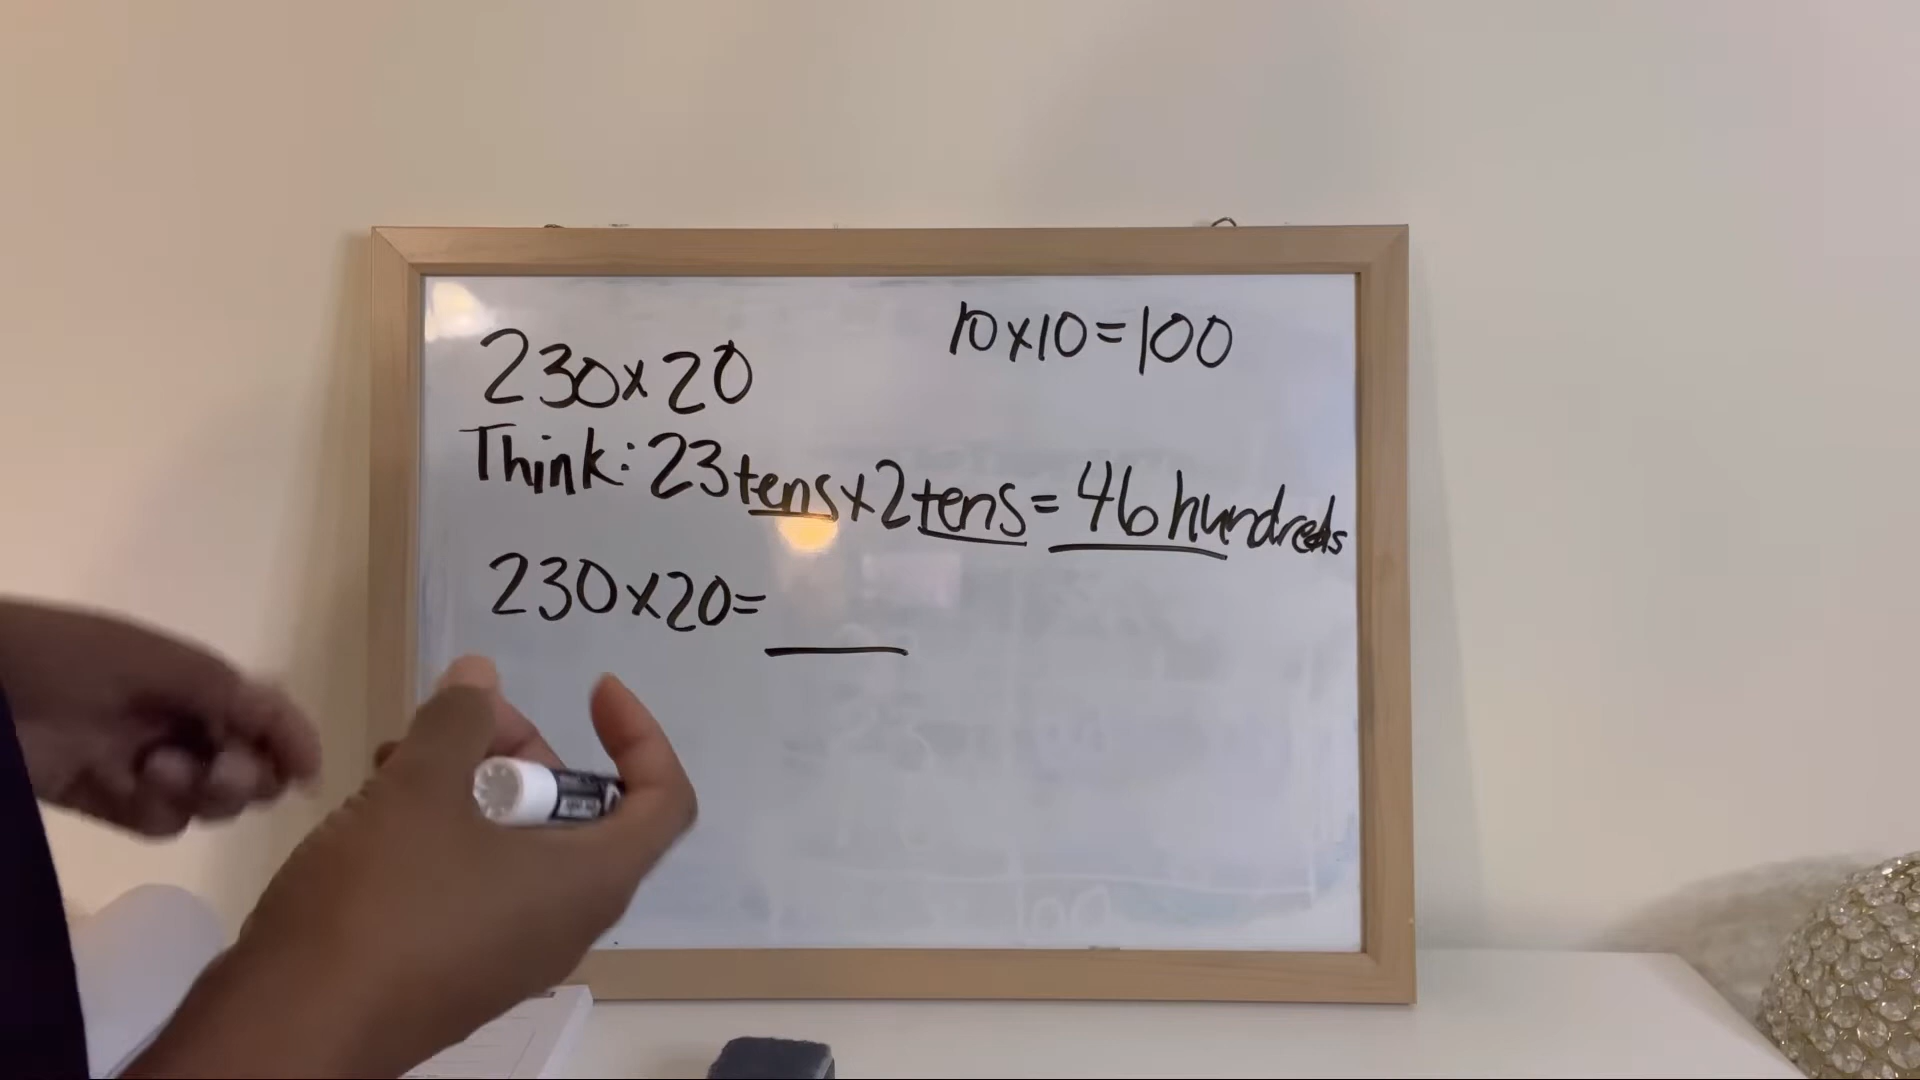 230x20
10x10=100
Think: 23tens x 2tens = 46 hundreds
230x20=